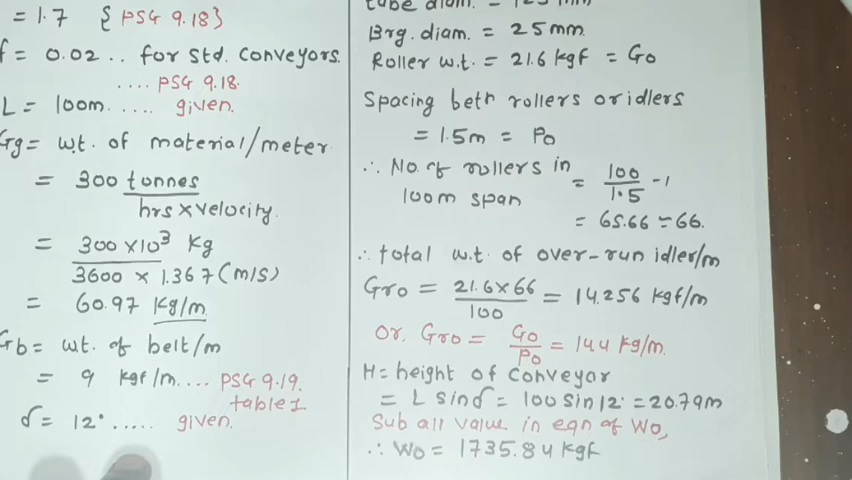 = 1.7 {PSG 9.18}
f = 0.02 .. for Std. conveyors.
.... PSG 9.18.
L = 100m ..... given.
Gg = wt. of material/meter
= 300 tonnes
hrs × velocity.
= 300 × 10³ Kg
3600 × 1.367 (m/s)
= 60.97 Kg/m.
Gb = wt. of belt/m
= 9 kgf/m.... PSG 9.19.
table 1
δ = 12° ..... given.
tube diam. = 125 mm
Brg. diam. = 25mm.
Roller w.t. = 21.6 kgf = Go
Spacing betn rollers or idlers
= 1.5m = Po
∴ No. of rollers in = 100 - 1
100m span 1.5
= 65.66 ≈ 66.
∴ total w.t. of over-run idler/m
Gro = 21.6 × 66 = 14.256 kgf/m
100
Or, Gro = Go = 14.4 kg/m.
Po
H = height of conveyor
= L sinδ = 100 sin 12° = 20.79m
Sub all value in eqn of Wo,
∴ Wo = 1735.84 kgf